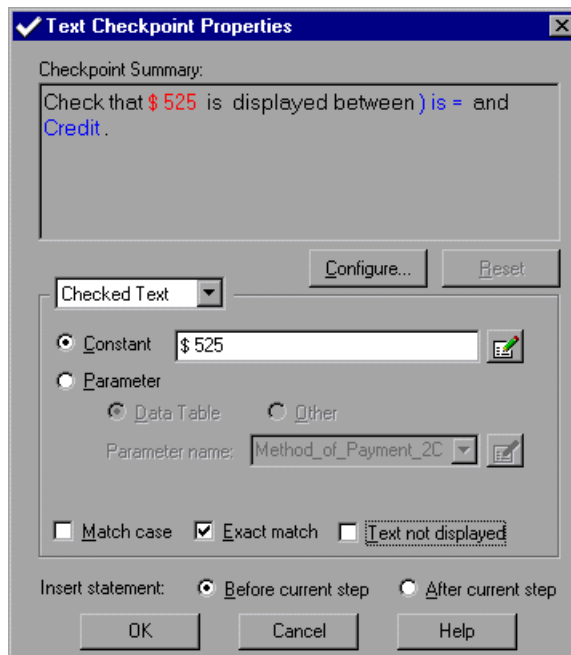 Text Checkpoint Properties
Checkpoint Summary:
Check that $ 525 is displayed between ) is = and
Credit .
Configure... Reset
Checked Text
Constant $ 525
Parameter
Data Table Other
Parameter name: Method_of_Payment_2C
Match case Exact match Text not displayed
Insert statement: Before current step After current step
OK Cancel Help